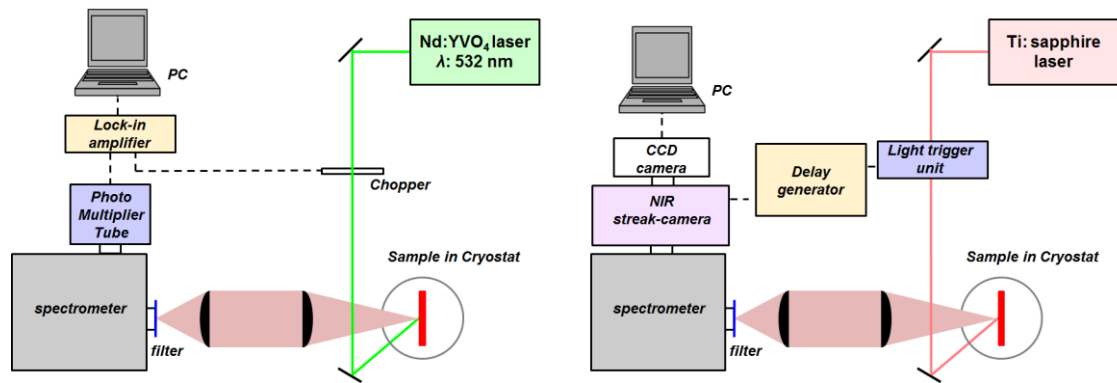 Nd:YVO₄ laser
λ: 532 nm
PC
Lock-in
amplifier
Chopper
Photo
Multiplier
Tube
Sample in Cryostat
spectrometer
filter
Ti: sapphire
laser
PC
CCD
camera
Light trigger
unit
Delay
generator
NIR
streak-camera
Sample in Cryostat
spectrometer
filter